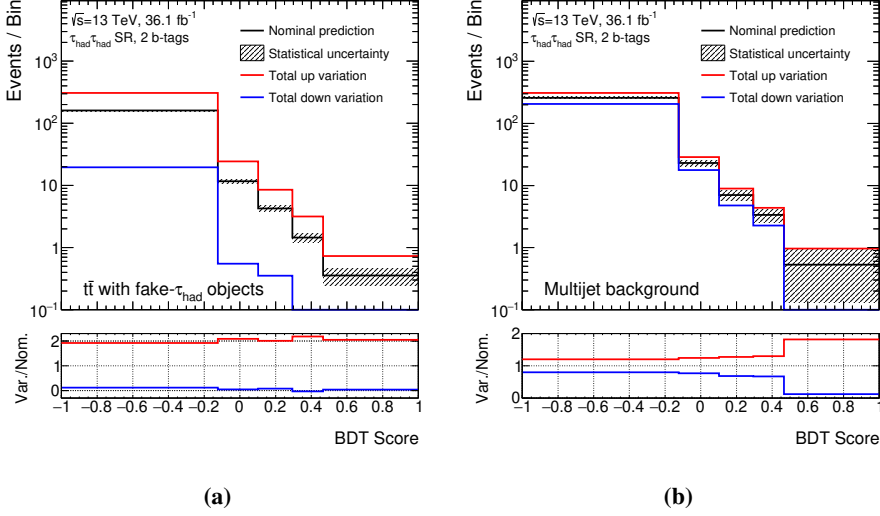 Events / Bin
√s=13 TeV, 36.1 fb⁻¹
τhadτhad SR, 2 b-tags
Nominal prediction
Statistical uncertainty
Total up variation
Total down variation
10³
10²
10
1
10⁻¹
tt̄ with fake-τhad objects
Var./Nom.
2
1
0
−1 −0.8 −0.6 −0.4 −0.2 0 0.2 0.4 0.6 0.8 1
BDT Score
(a)
Events / Bin
√s=13 TeV, 36.1 fb⁻¹
τhadτhad SR, 2 b-tags
Nominal prediction
Statistical uncertainty
Total up variation
Total down variation
10³
10²
10
1
10⁻¹
Multijet background
Var./Nom.
2
1
0
−1 −0.8 −0.6 −0.4 −0.2 0 0.2 0.4 0.6 0.8 1
BDT Score
(b)